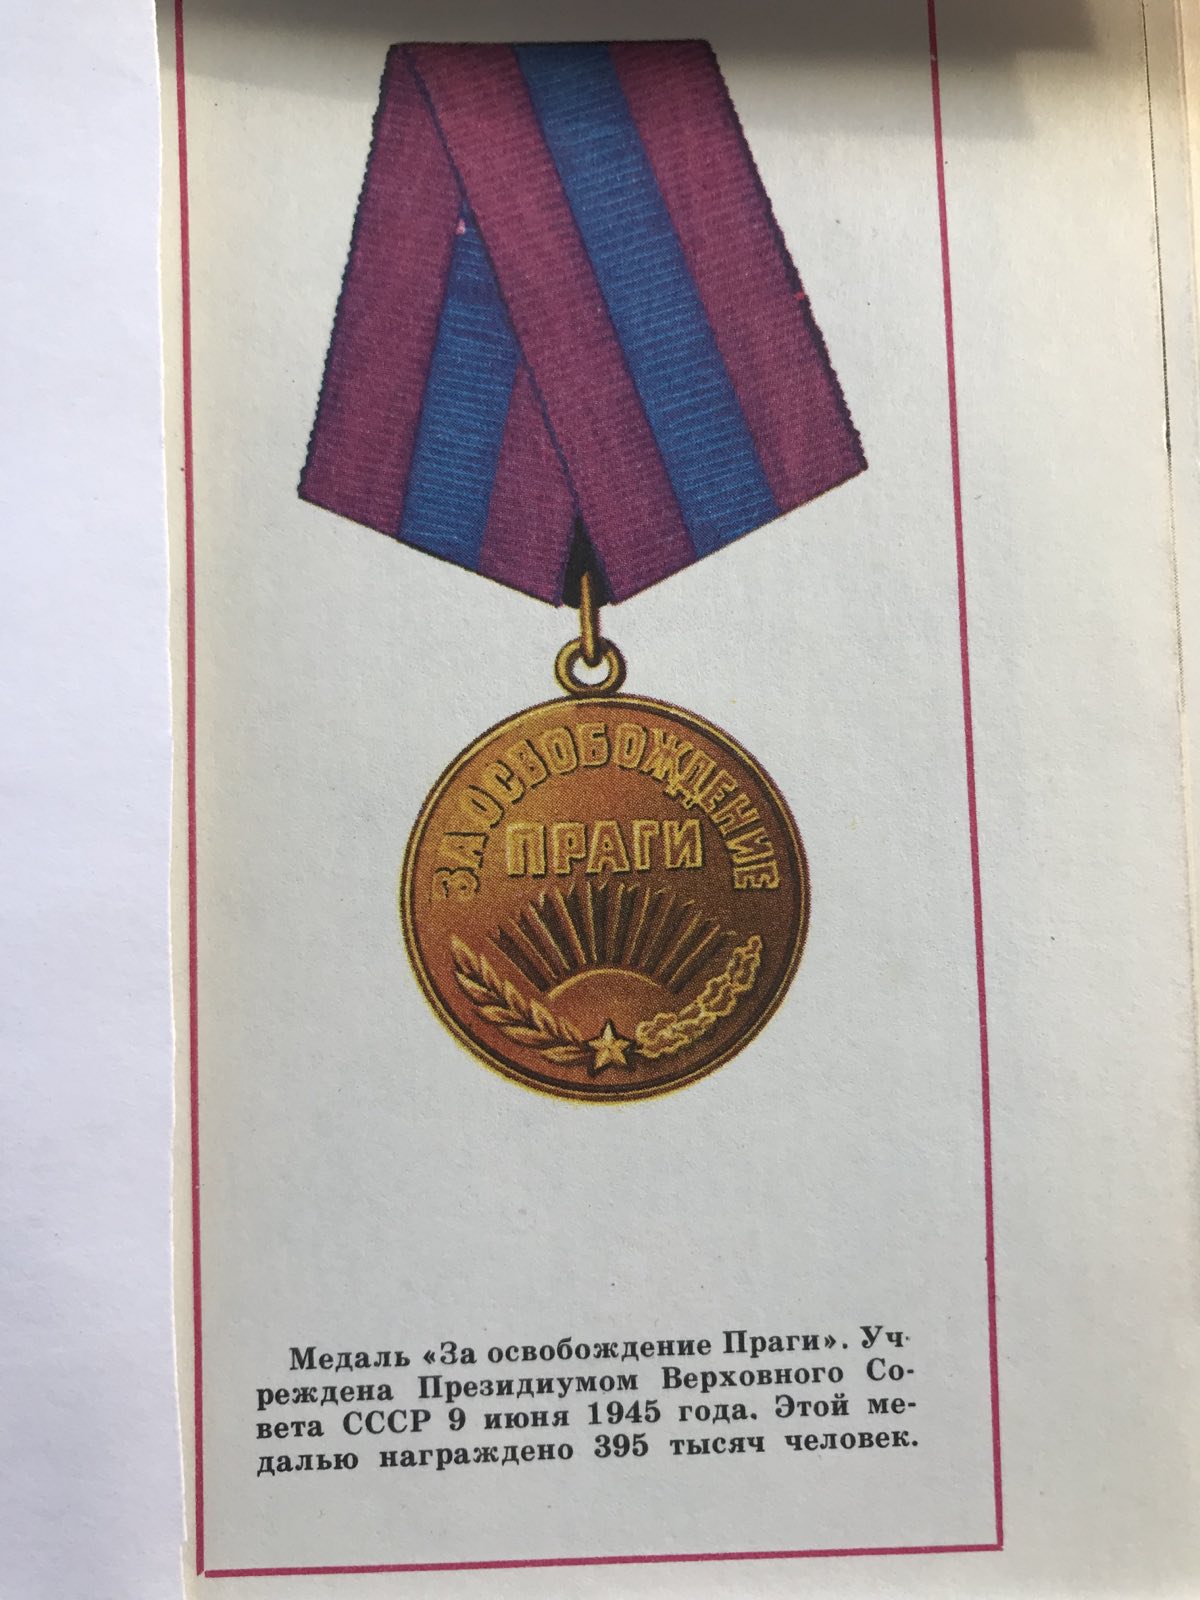 ЗА ОСВОБОЖДЕНИЕ
ПРАГИ
Медаль «За освобождение Праги». Уч-
реждена Президиумом Верховного Со-
вета СССР 9 июня 1945 года. Этой ме-
далью награждено 395 тысяч человек.